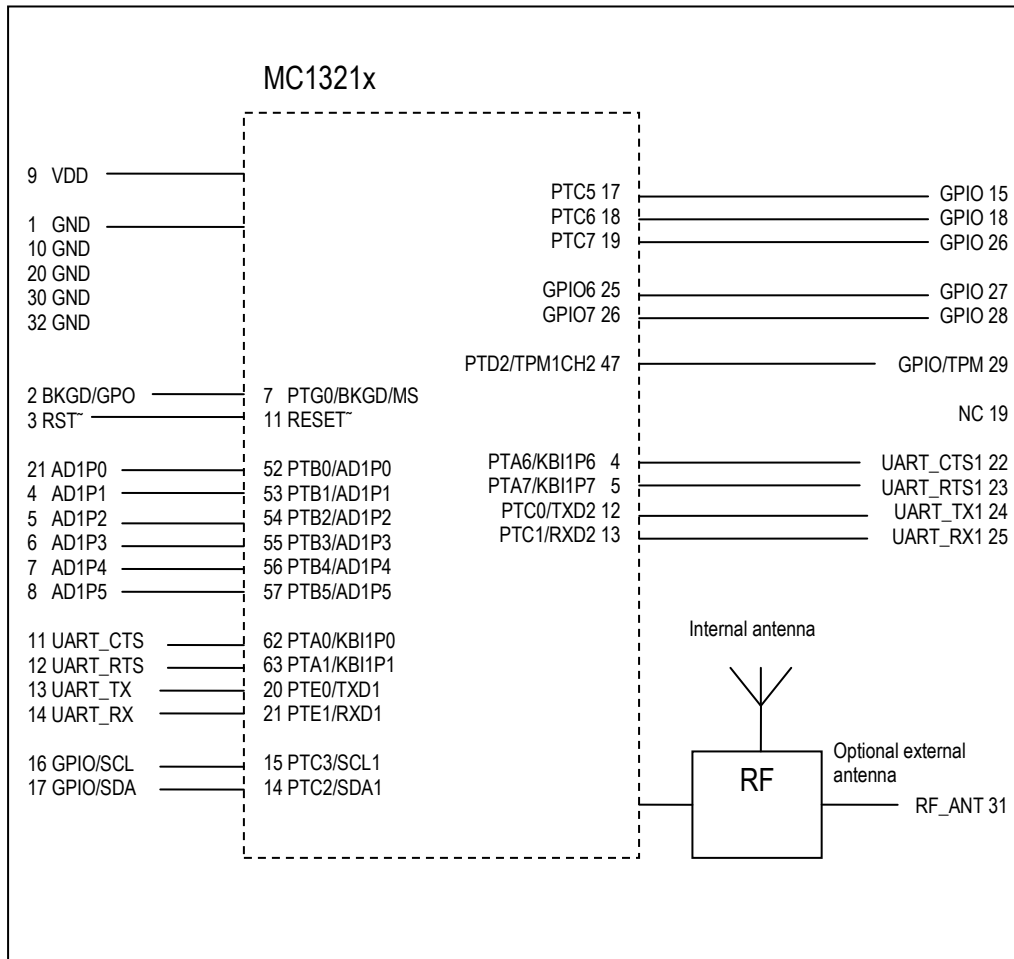 MC1321x
9 VDD
1 GND
10 GND
20 GND
30 GND
32 GND
2 BKGD/GPO
3 RST~
21 AD1P0
4 AD1P1
5 AD1P2
6 AD1P3
7 AD1P4
8 AD1P5
11 UART_CTS
12 UART_RTS
13 UART_TX
14 UART_RX
16 GPIO/SCL
17 GPIO/SDA
7 PTG0/BKGD/MS
11 RESET~
52 PTB0/AD1P0
53 PTB1/AD1P1
54 PTB2/AD1P2
55 PTB3/AD1P3
56 PTB4/AD1P4
57 PTB5/AD1P5
62 PTA0/KBI1P0
63 PTA1/KBI1P1
20 PTE0/TXD1
21 PTE1/RXD1
15 PTC3/SCL1
14 PTC2/SDA1
PTC5 17
PTC6 18
PTC7 19
GPIO6 25
GPIO7 26
PTD2/TPM1CH2 47
PTA6/KBI1P6 4
PTA7/KBI1P7 5
PTC0/TXD2 12
PTC1/RXD2 13
GPIO 15
GPIO 18
GPIO 26
GPIO 27
GPIO 28
GPIO/TPM 29
NC 19
UART_CTS1 22
UART_RTS1 23
UART_TX1 24
UART_RX1 25
Internal antenna
RF
Optional external
antenna
RF_ANT 31